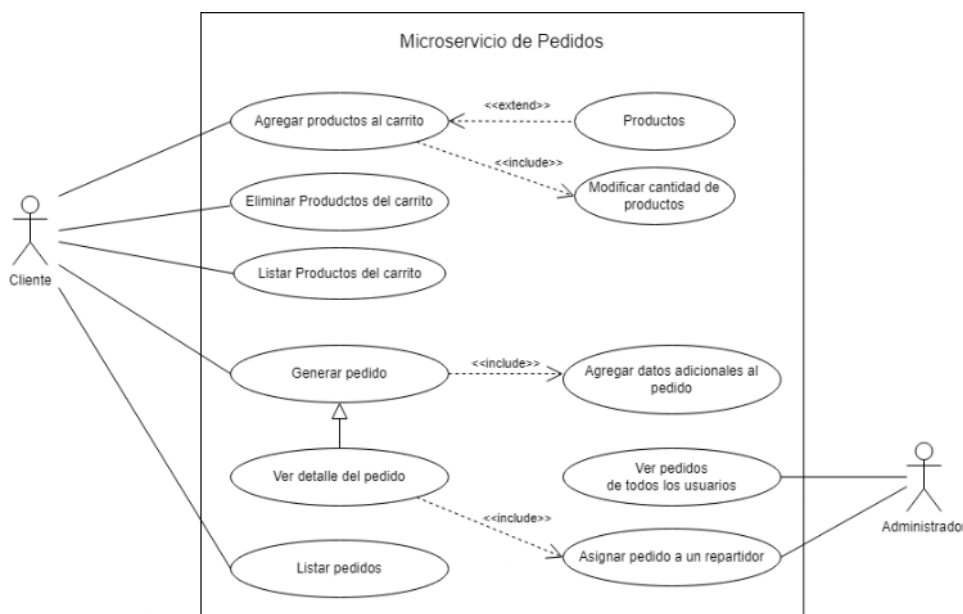 Microservicio de Pedidos
Agregar productos al carrito
<<extend>>
Productos
<<include>>
Modificar cantidad de
productos
Eliminar Produdctos del carrito
Listar Productos del carrito
Cliente
Generar pedido
<<include>>
Agregar datos adicionales al
pedido
Ver detalle del pedido
Ver pedidos
de todos los usuarios
<<include>>
Asignar pedido a un repartidor
Administrador
Listar pedidos